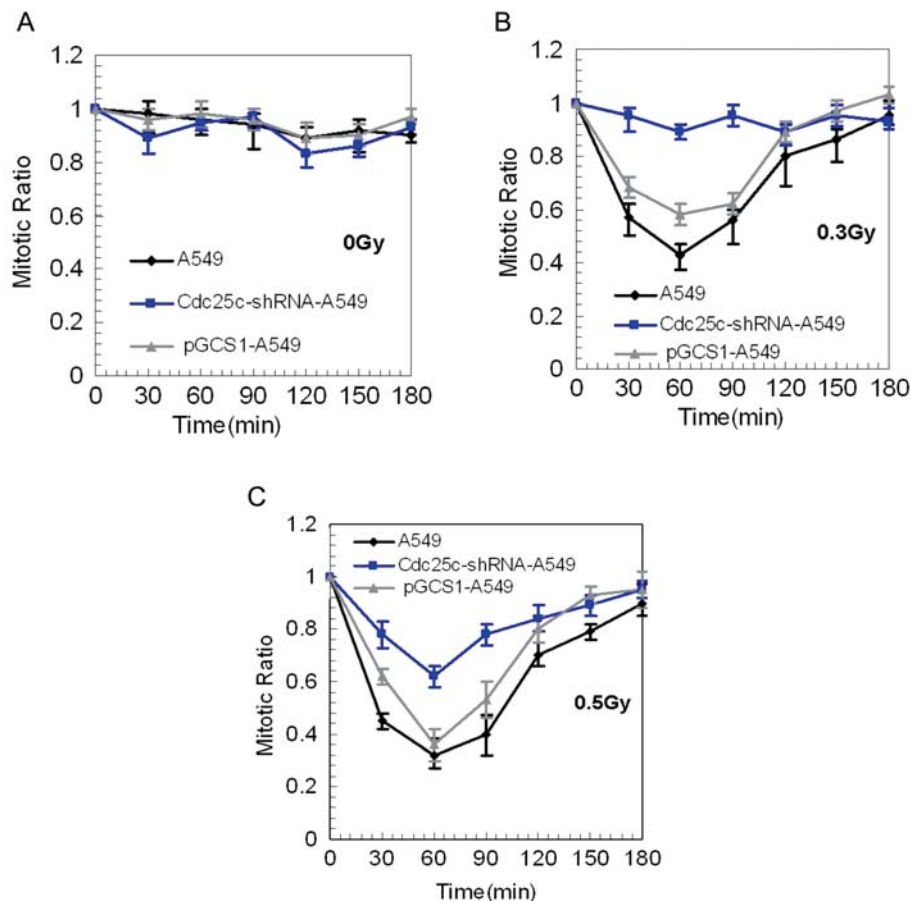 A
Mitotic Ratio
1.2
1
0.8
0.6
0.4
0.2
0
0Gy
A549
Cdc25c-shRNA-A549
pGCS1-A549
0 30 60 90 120 150 180
Time(min)
B
Mitotic Ratio
1.2
1
0.8
0.6
0.4
0.2
0
0.3Gy
A549
Cdc25c-shRNA-A549
pGCS1-A549
0 30 60 90 120 150 180
Time(min)
C
Mitotic Ratio
1.2
1
0.8
0.6
0.4
0.2
0
A549
Cdc25c-shRNA-A549
pGCS1-A549
0.5Gy
0 30 60 90 120 150 180
Time(min)